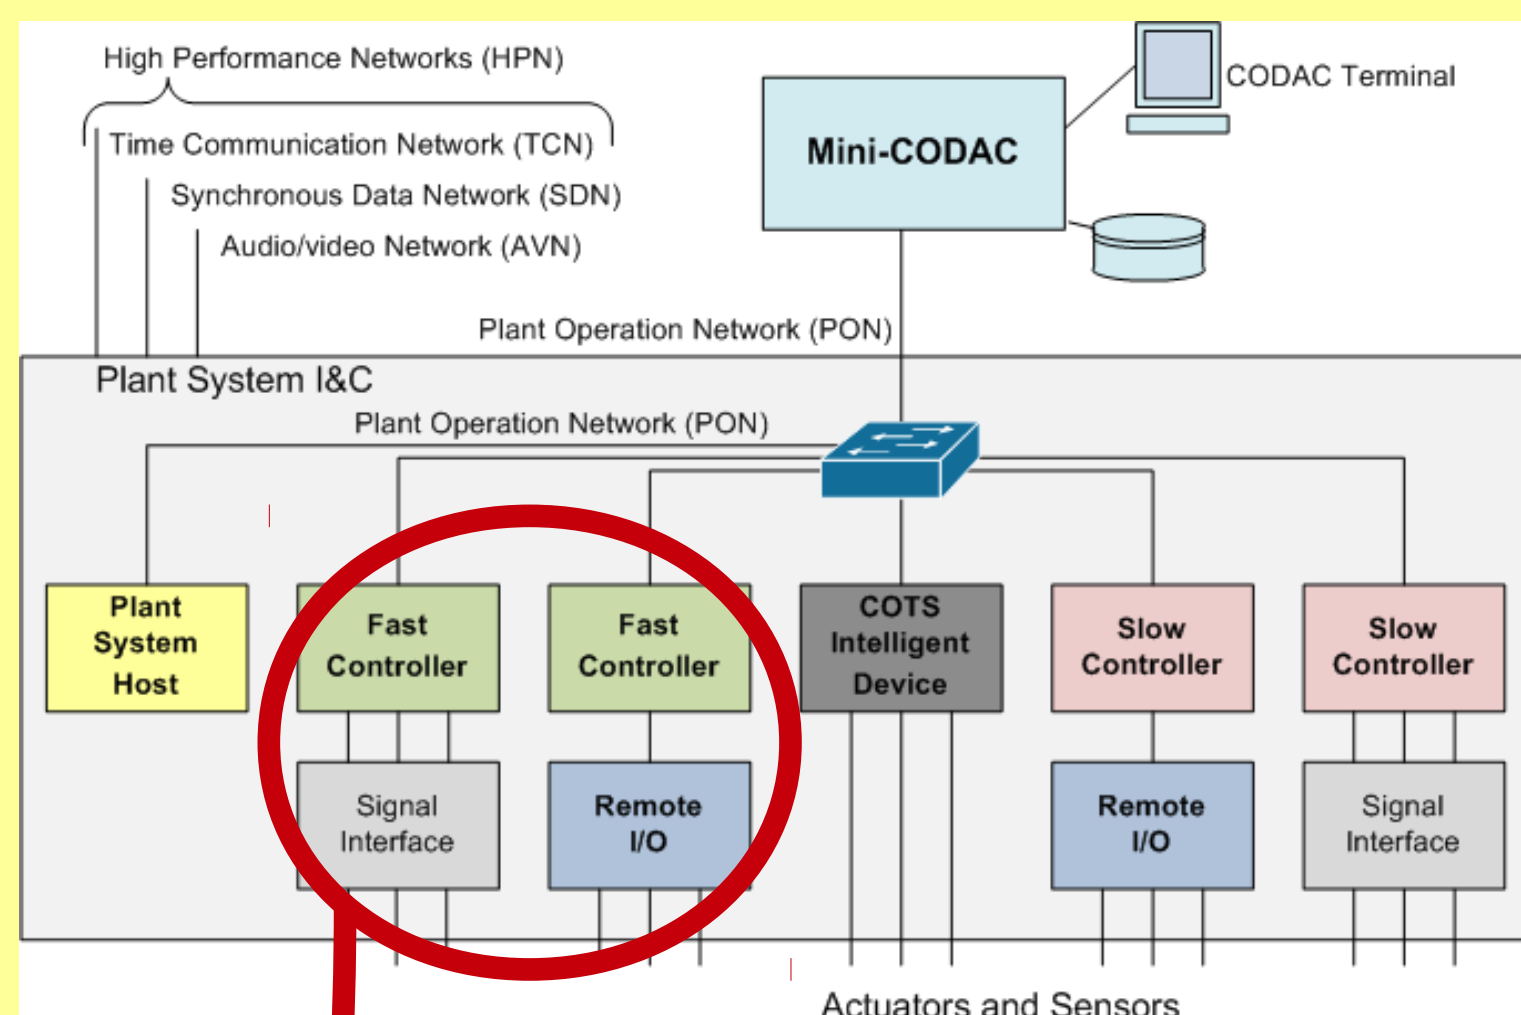 High Performance Networks (HPN)
CODAC Terminal
Time Communication Network (TCN)
Mini-CODAC
Synchronous Data Network (SDN)
Audio/video Network (AVN)
Plant Operation Network (PON)
Plant System I&C
Plant Operation Network (PON)
Plant
System
Host
Fast
Controller
Fast
Controller
COTS
Intelligent
Device
Slow
Controller
Slow
Controller
Signal
Interface
Remote
I/O
Remote
I/O
Signal
Interface
Actuators and Sensors